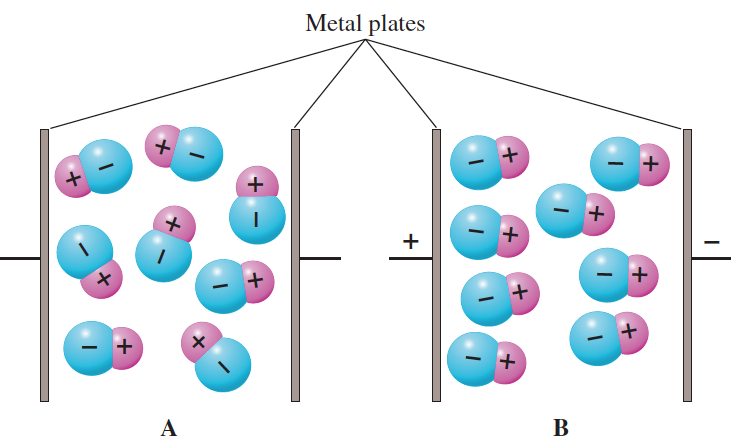 Metal plates
+ − + − + −
− + + − − +
− + + −
A
+ −
− + − +
− +
− + − +
− + − +
− +
B